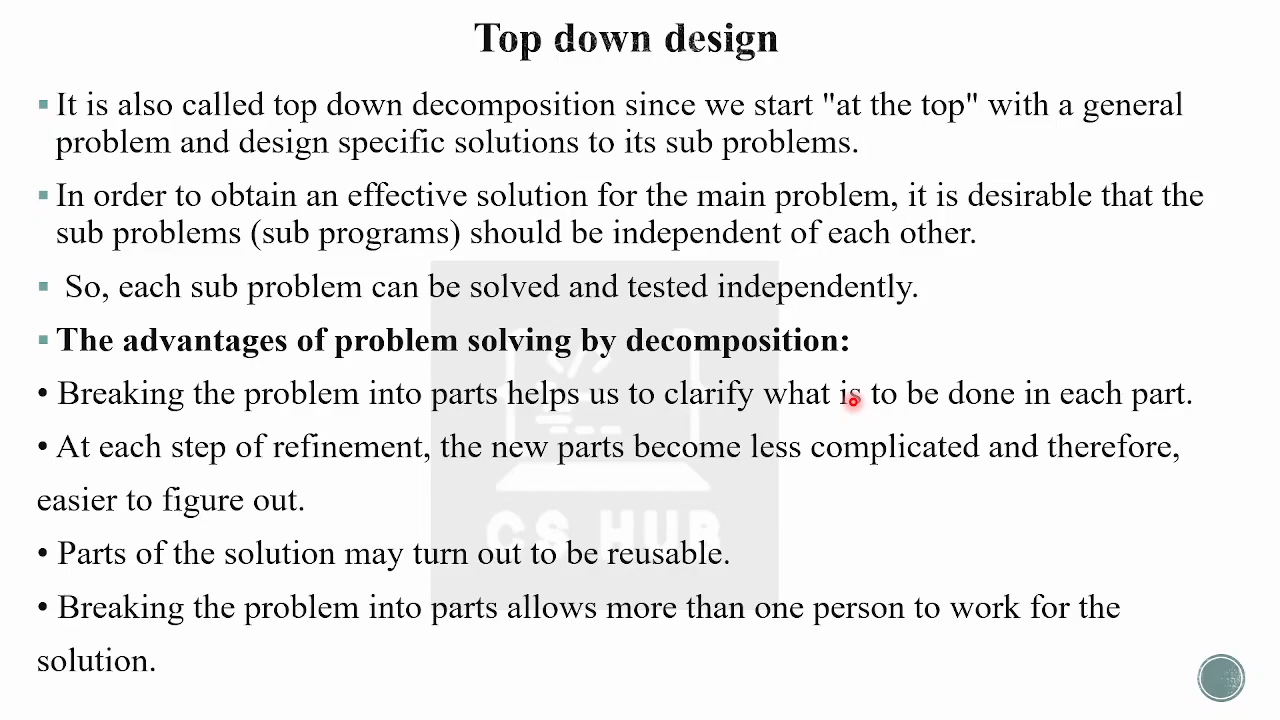 Top down design
▪ It is also called top down decomposition since we start "at the top" with a general
problem and design specific solutions to its sub problems.
▪ In order to obtain an effective solution for the main problem, it is desirable that the
sub problems (sub programs) should be independent of each other.
▪ So, each sub problem can be solved and tested independently.
▪ The advantages of problem solving by decomposition:
• Breaking the problem into parts helps us to clarify what is to be done in each part.
• At each step of refinement, the new parts become less complicated and therefore,
easier to figure out.
CS HUB
• Parts of the solution may turn out to be reusable.
• Breaking the problem into parts allows more than one person to work for the
solution.